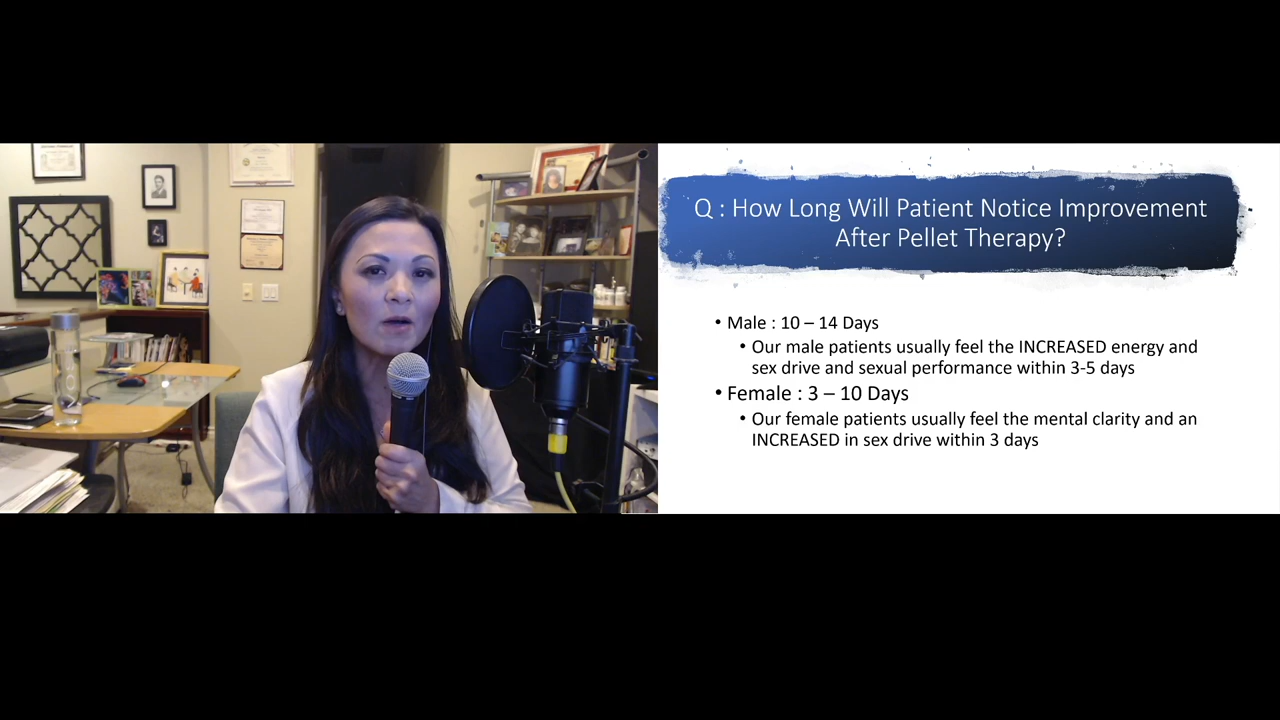 Q : How Long Will Patient Notice Improvement
After Pellet Therapy?
• Male : 10 – 14 Days
• Our male patients usually feel the INCREASED energy and
sex drive and sexual performance within 3-5 days
• Female : 3 – 10 Days
• Our female patients usually feel the mental clarity and an
INCREASED in sex drive within 3 days